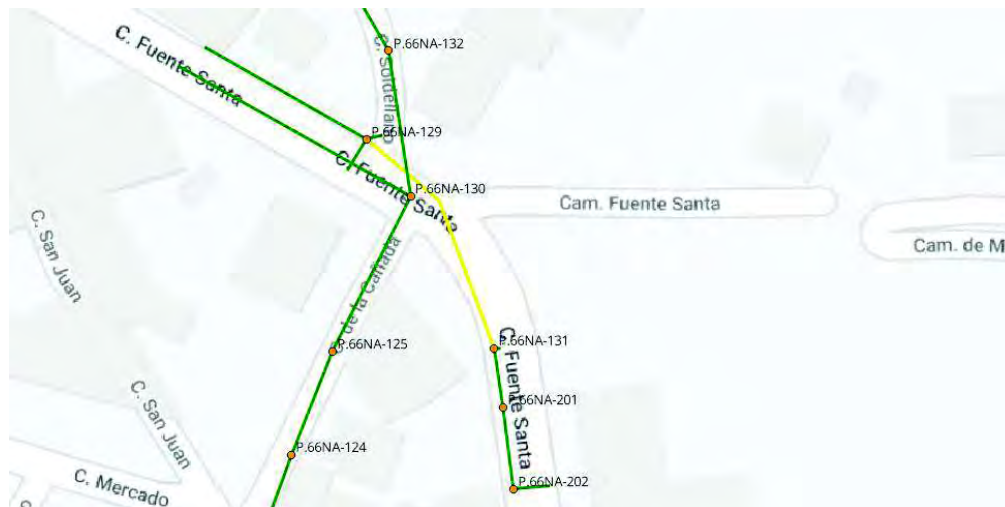 C. Fuente Santa
P.66NA-132
C. Soldellano
P.66NA-129
C. Fuente Santa
P.66NA-130
Cam. Fuente Santa
Cam. de M
C. San Juan
de la Cañada
P.66NA-125
P.66NA-131
C. Fuente Santa
.66NA-201
C. San Juan
P.66NA-124
C. Mercado
P.66NA-202